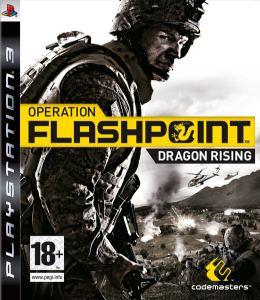 PLAYSTATION 3
OPERATION
FLASHPOINT
DRAGON RISING
18+
www.pegi.info
codemasters